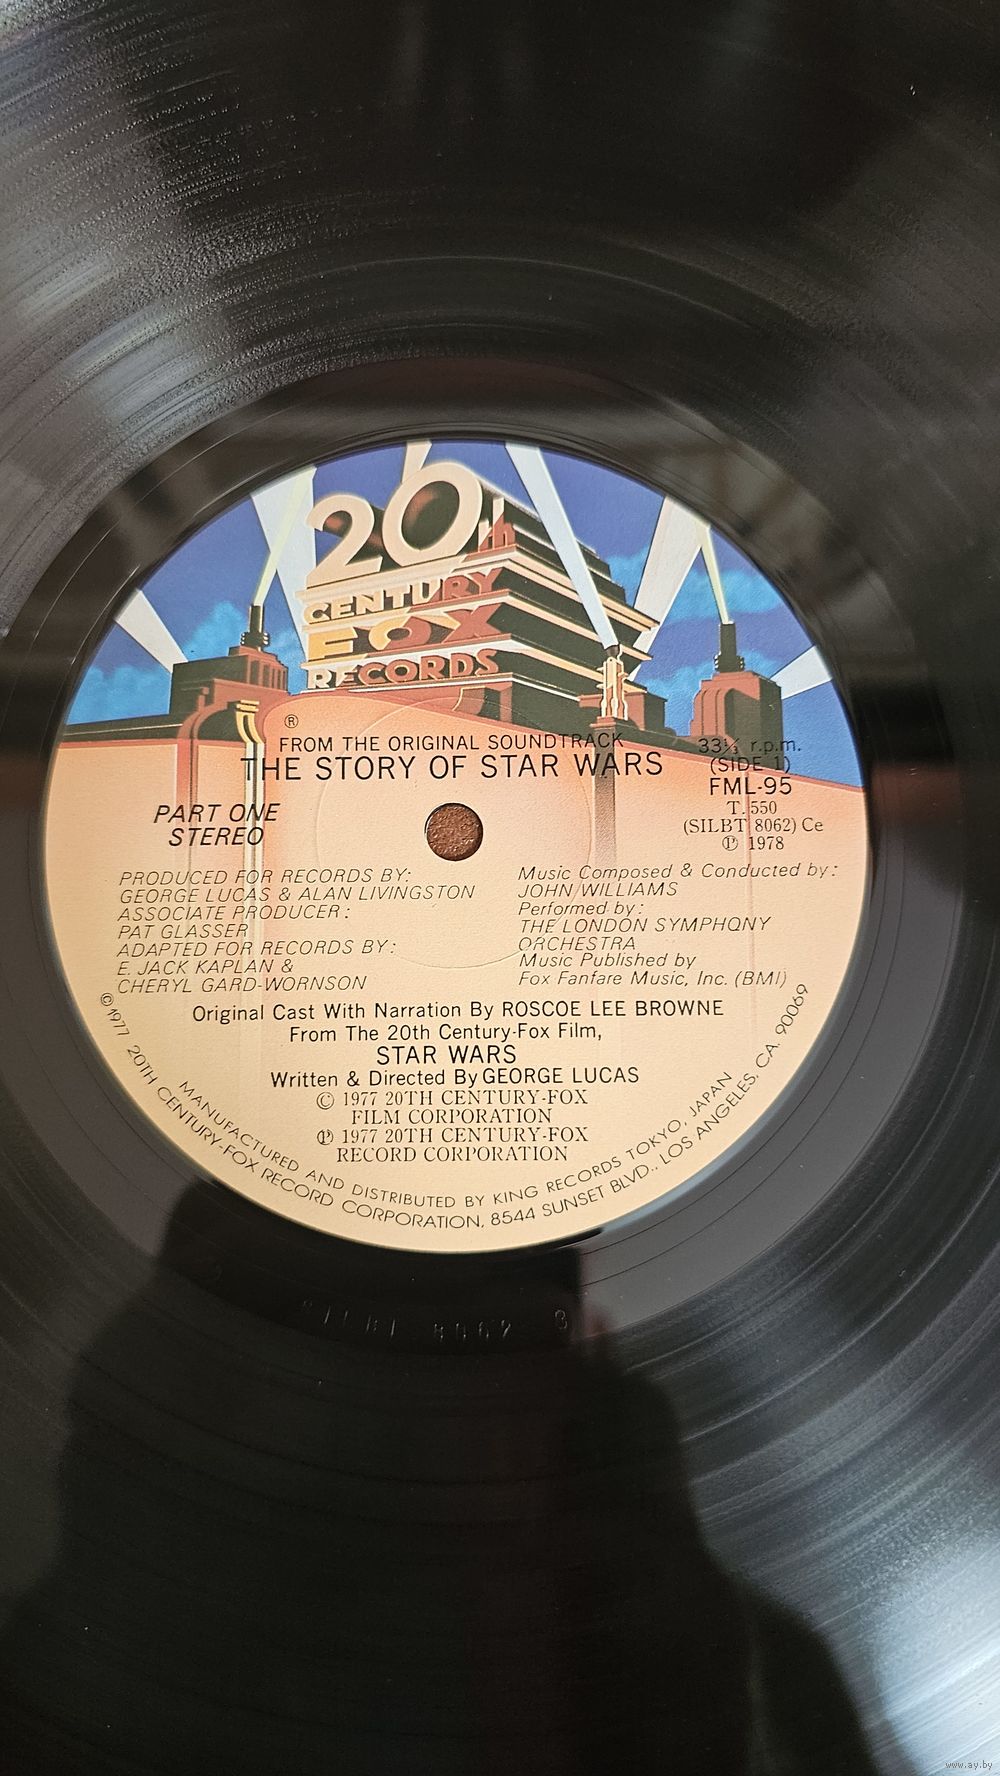 20th
CENTURY
FOX
RECORDS
®
FROM THE ORIGINAL SOUNDTRACK
THE STORY OF STAR WARS
33⅓ r.p.m.
(SIDE 1)
FML-95
T. 550
(SILBT 8062) Ce
℗ 1978
PART ONE
STEREO
PRODUCED FOR RECORDS BY:
GEORGE LUCAS & ALAN LIVINGSTON
ASSOCIATE PRODUCER:
PAT GLASSER
ADAPTED FOR RECORDS BY:
E. JACK KAPLAN &
CHERYL GARD-WORNSON
Music Composed & Conducted by:
JOHN WILLIAMS
Performed by:
THE LONDON SYMPHONY
ORCHESTRA
Music Published by
Fox Fanfare Music, Inc. (BMI)
Original Cast With Narration By ROSCOE LEE BROWNE
From The 20th Century-Fox Film,
STAR WARS
Written & Directed By GEORGE LUCAS
© 1977 20TH CENTURY-FOX
FILM CORPORATION
℗ 1977 20TH CENTURY-FOX
RECORD CORPORATION
MANUFACTURED AND DISTRIBUTED BY KING RECORDS TOKYO, JAPAN
©1977 20TH CENTURY-FOX RECORD CORPORATION, 8544 SUNSET BLVD., LOS ANGELES, CA. 90069
www.ay.by